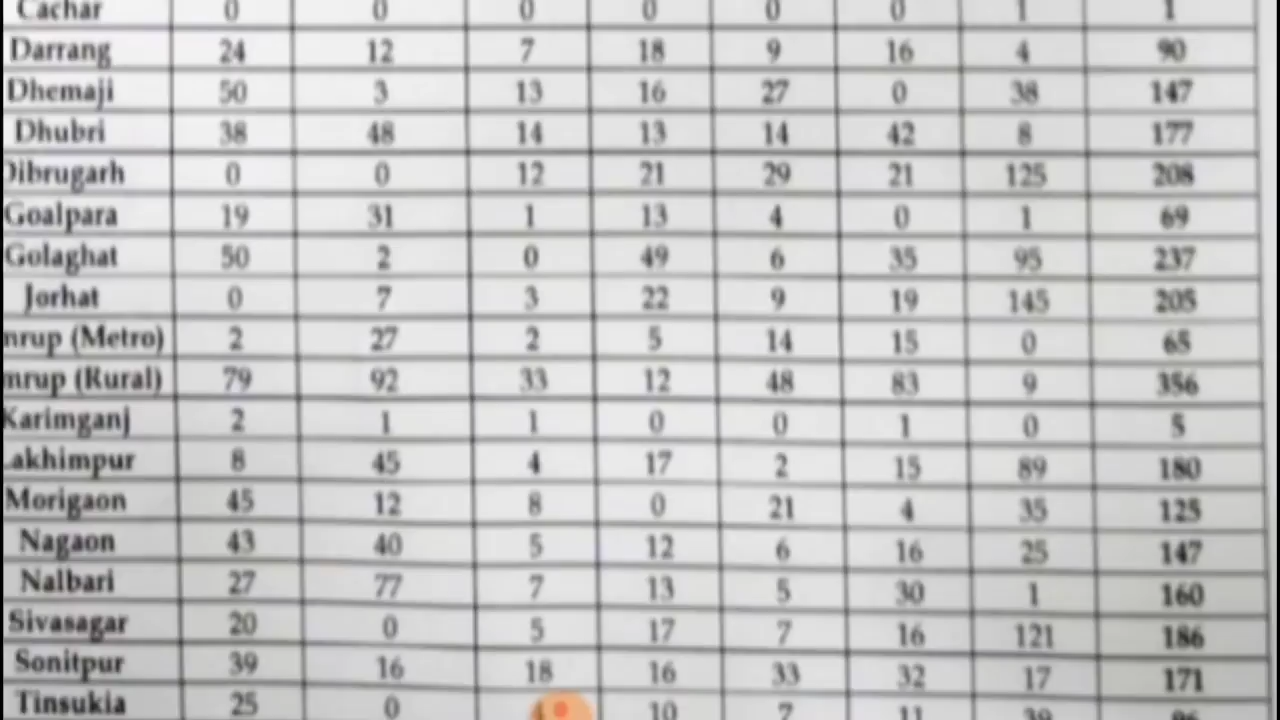 Cachar 0 0 0 0 0 0 1 1
Darrang 24 12 7 18 9 16 4 90
Dhemaji 50 3 13 16 27 0 38 147
Dhubri 38 48 14 13 14 42 8 177
Dibrugarh 0 0 12 21 29 21 125 208
Goalpara 19 31 1 13 4 0 1 69
Golaghat 50 2 0 49 6 35 95 237
Jorhat 0 7 3 22 9 19 145 205
mrup (Metro) 2 27 2 5 14 15 0 65
mrup (Rural) 79 92 33 12 48 83 9 356
Karimganj 2 1 1 0 0 1 0 5
Lakhimpur 8 45 4 17 2 15 89 180
Morigaon 45 12 8 0 21 4 35 125
Nagaon 43 40 5 12 6 16 25 147
Nalbari 27 77 7 13 5 30 1 160
Sivasagar 20 0 5 17 7 16 121 186
Sonitpur 39 16 18 16 33 32 17 171
Tinsukia 25 0 10 7 11 39 96